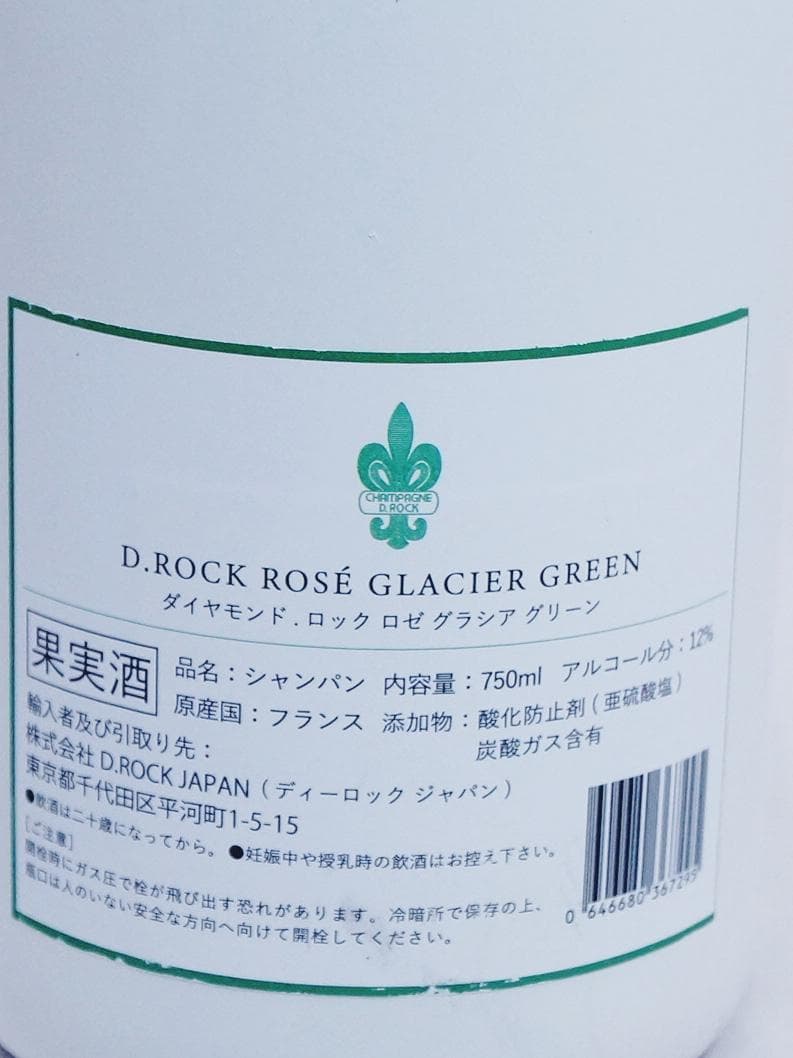 CHAMPAGNE
D.ROCK
D.ROCK ROSÉ GLACIER GREEN
ダイヤモンド.ロック ロゼ グラシア グリーン
果実酒
品名：シャンパン 内容量：750ml アルコール分：12%
原産国：フランス 添加物：酸化防止剤(亜硫酸塩)
炭酸ガス含有
輸入者及び引取り先：
株式会社 D.ROCK JAPAN（ディーロック ジャパン）
東京都千代田区平河町1-5-15
●飲酒は二十歳になってから。 ●妊娠中や授乳時の飲酒はお控え下さい。
[ご注意]
開栓時にガス圧で栓が飛び出す恐れがあります。冷暗所で保存の上、
瓶口は人のいない安全な方向へ向けて開栓してください。
0 646680 367299